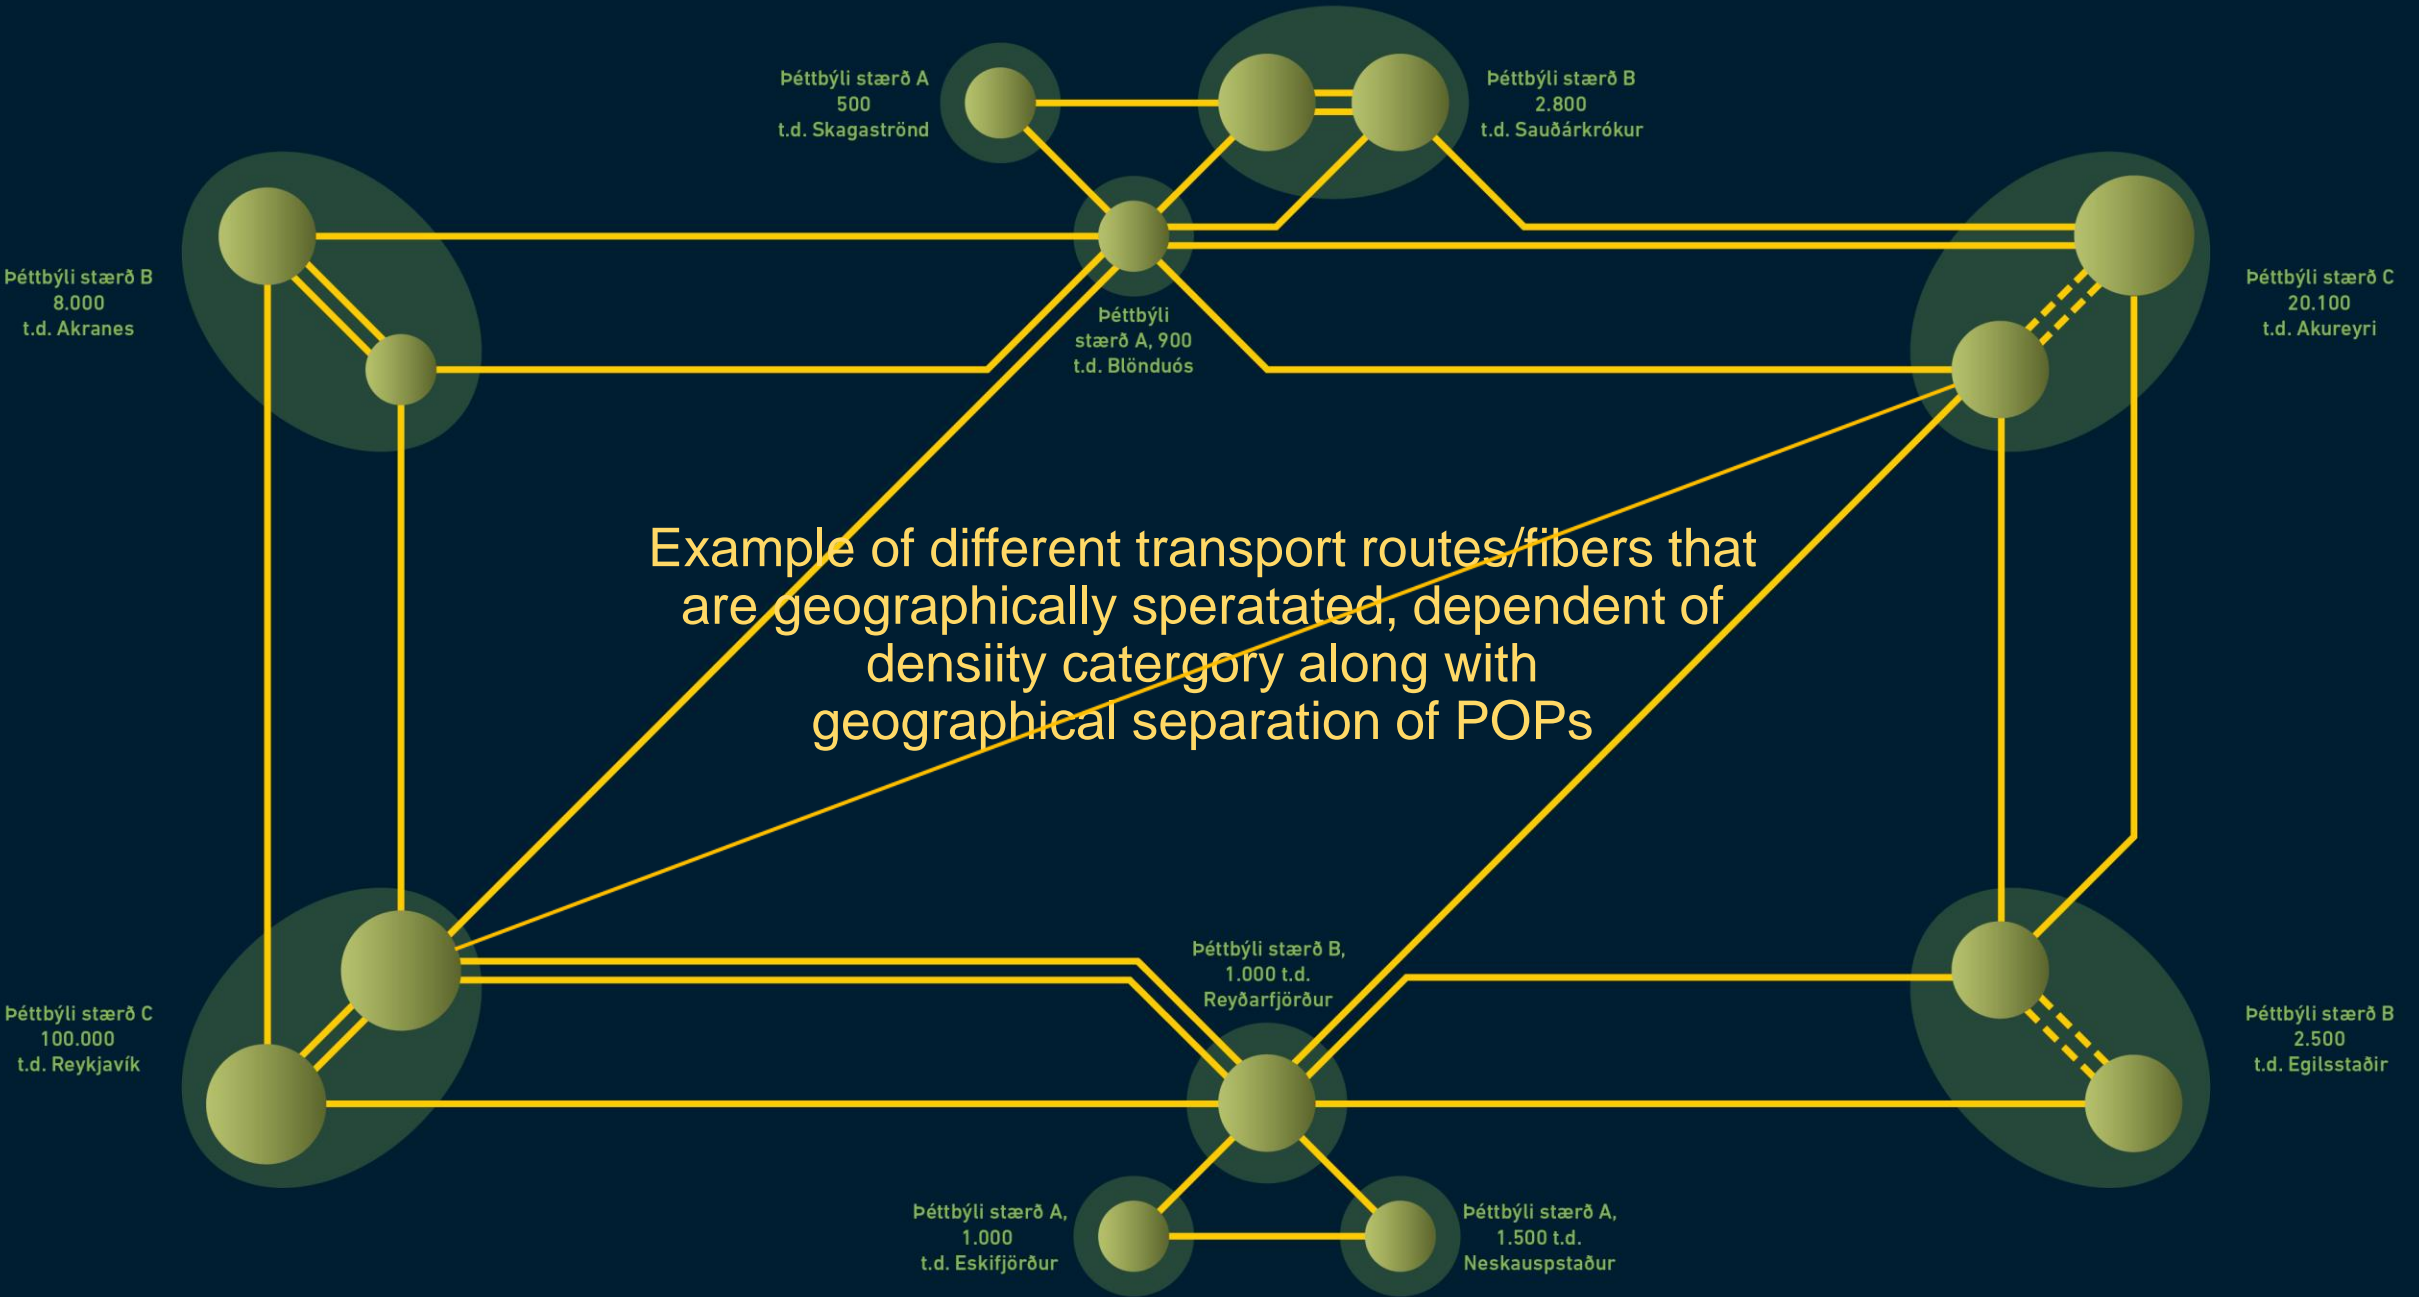 Þéttbýli stærð A
500
t.d. Skagaströnd
Þéttbýli stærð B
2.800
t.d. Sauðárkrókur
Þéttbýli stærð B
8.000
t.d. Akranes
Þéttbýli
stærð A, 900
t.d. Blönduós
Þéttbýli stærð C
20.100
t.d. Akureyri
Example of different transport routes/fibers that
are geographically speratated, dependent of
densiity catergory along with
geographical separation of POPs
Þéttbýli stærð C
100.000
t.d. Reykjavík
Þéttbýli stærð B,
1.000 t.d.
Reyðarfjörður
Þéttbýli stærð B
2.500
t.d. Egilsstaðir
Þéttbýli stærð A,
1.000
t.d. Eskifjörður
Þéttbýli stærð A,
1.500 t.d.
Neskauspstaður